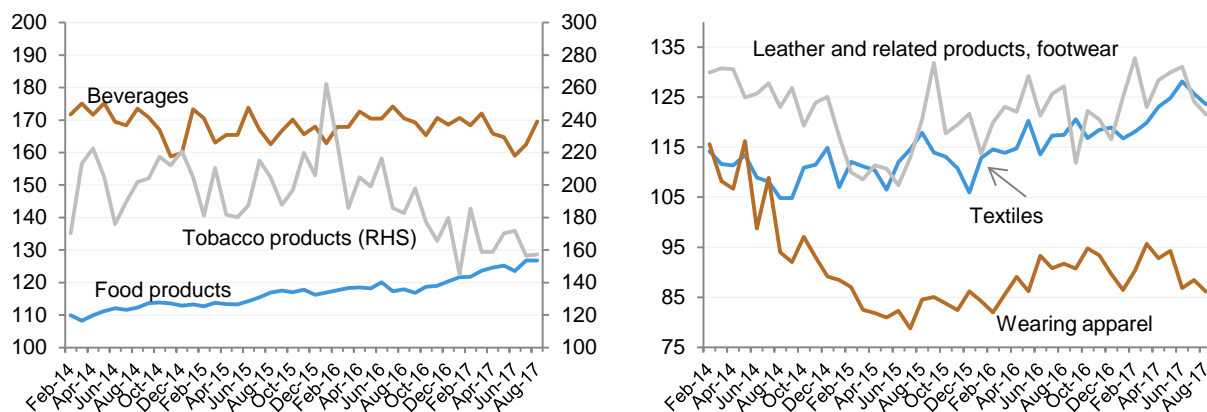 200
180
170
160
150
140
130
120
110
100
300
280
260
240
220
200
180
160
140
120
100
Beverages
Tobacco products (RHS)
Food products
Feb-14
Apr-14
Jun-14
Aug-14
Oct-14
Dec-14
Feb-15
Apr-15
Jun-15
Aug-15
Oct-15
Dec-15
Feb-16
Apr-16
Jun-16
Aug-16
Oct-16
Dec-16
Feb-17
Apr-17
Jun-17
Aug-17
135
125
115
105
95
85
75
Leather and related products, footwear
Textiles
Wearing apparel
Feb-14
Apr-14
Jun-14
Aug-14
Oct-14
Dec-14
Feb-15
Apr-15
Jun-15
Aug-15
Oct-15
Dec-15
Feb-16
Apr-16
Jun-16
Aug-16
Oct-16
Dec-16
Feb-17
Apr-17
Jun-17
Aug-17